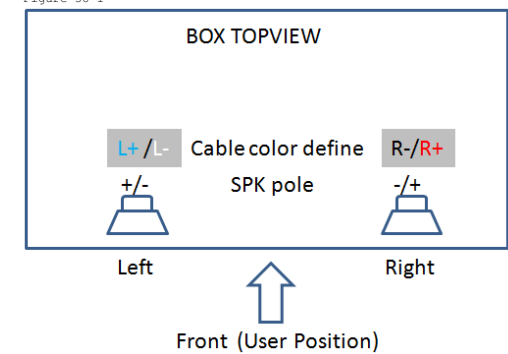 BOX TOPVIEW
L+/L- Cable color define R-/R+
+/- SPK pole -/+
Left Right
Front (User Position)